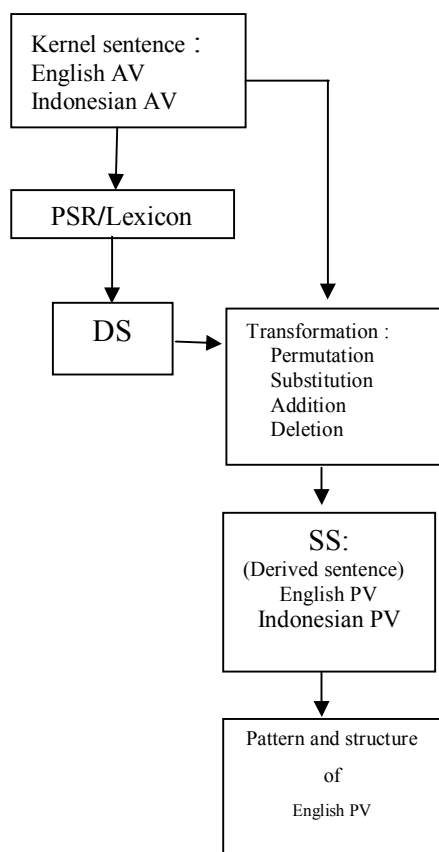 Kernel sentence :
English AV
Indonesian AV
PSR/Lexicon
DS
Transformation :
Permutation
Substitution
Addition
Deletion
SS:
(Derived sentence)
English PV
Indonesian PV
Pattern and structure
of
English PV